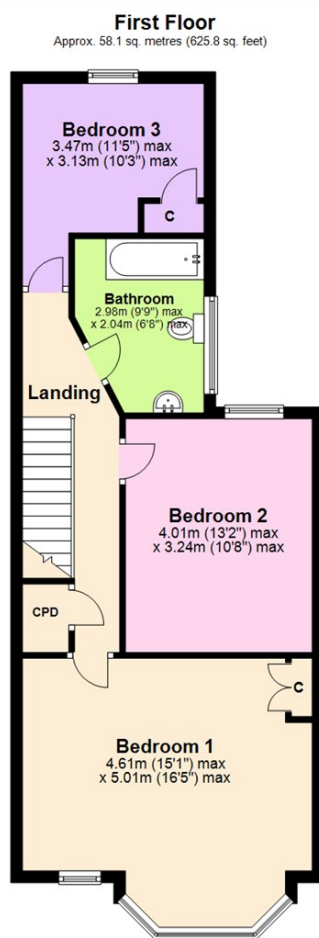 First Floor
Approx. 58.1 sq. metres (625.8 sq. feet)
Bedroom 3
3.47m (11'5") max
x 3.13m (10'3") max
C
Bathroom
2.98m (9'9") max
x 2.04m (6'8") max
Landing
Bedroom 2
4.01m (13'2") max
x 3.24m (10'8") max
CPD
C
Bedroom 1
4.61m (15'1") max
x 5.01m (16'5") max